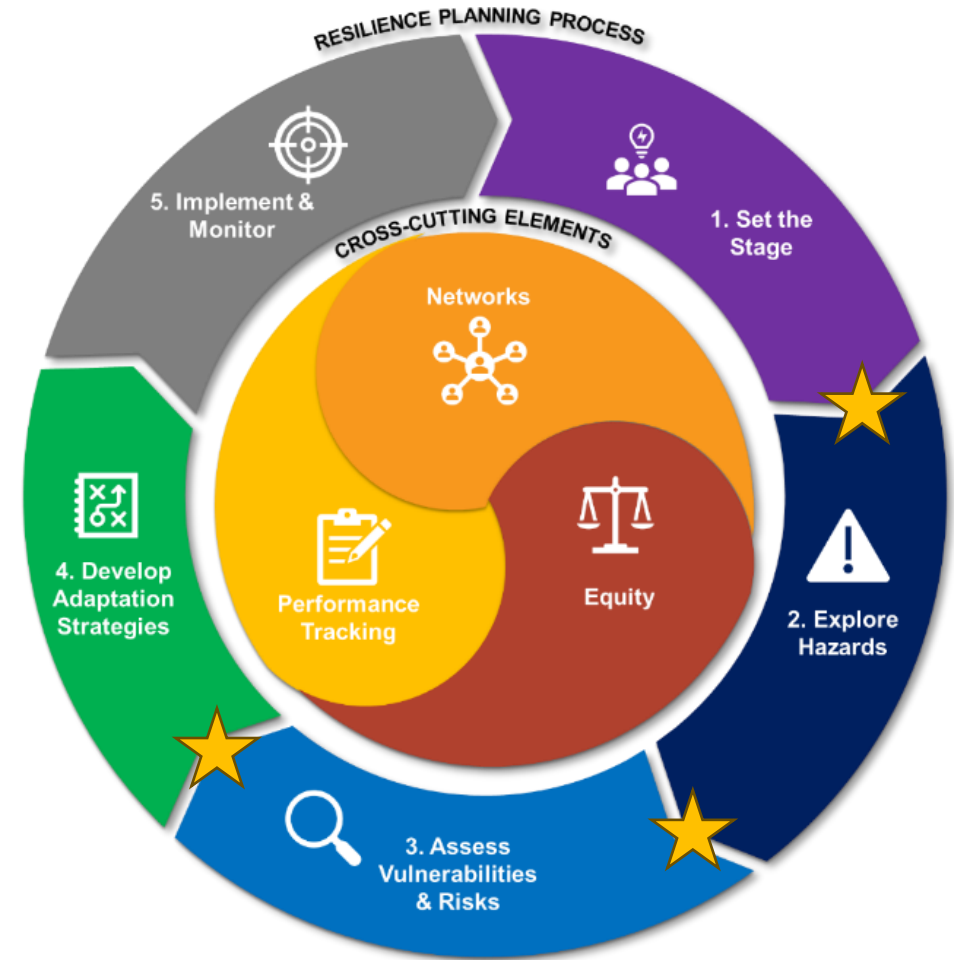 RESILIENCE PLANNING PROCESS
1. Set the
Stage
2. Explore
Hazards
3. Assess
Vulnerabilities
& Risks
4. Develop
Adaptation
Strategies
5. Implement &
Monitor
CROSS-CUTTING ELEMENTS
Networks
Equity
Performance
Tracking